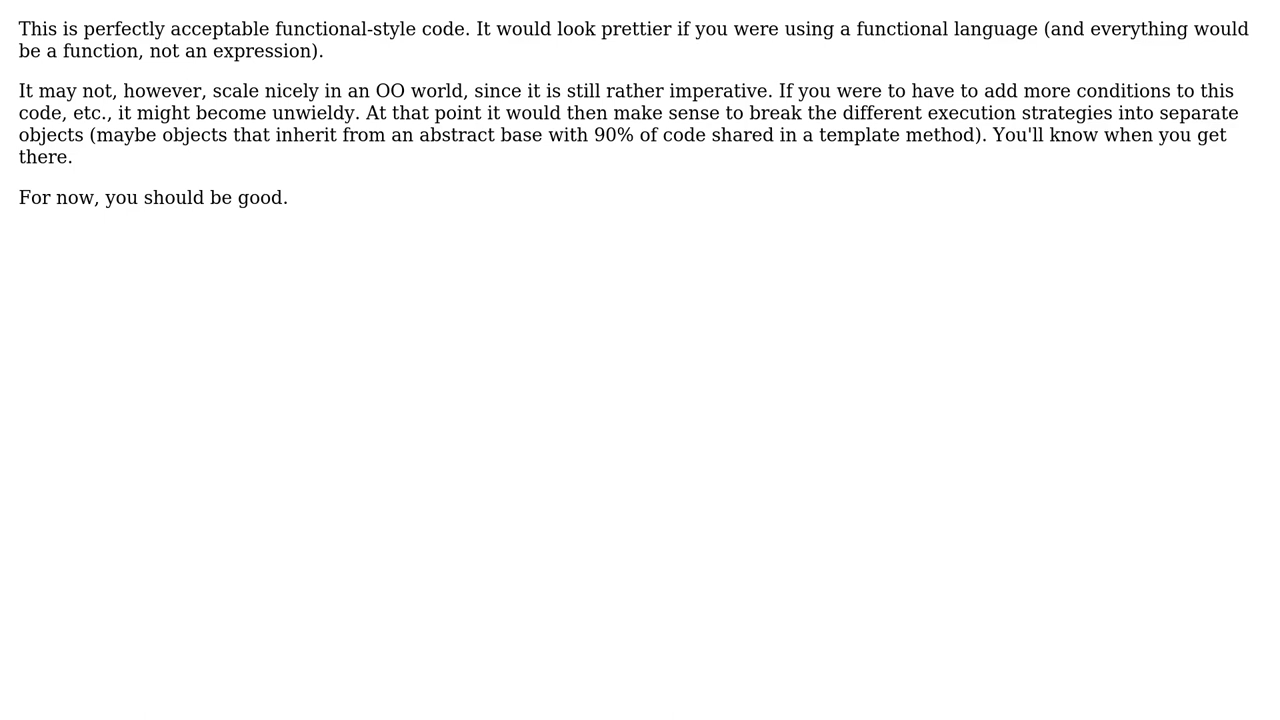 This is perfectly acceptable functional-style code. It would look prettier if you were using a functional language (and everything would
be a function, not an expression).
It may not, however, scale nicely in an OO world, since it is still rather imperative. If you were to have to add more conditions to this
code, etc., it might become unwieldy. At that point it would then make sense to break the different execution strategies into separate
objects (maybe objects that inherit from an abstract base with 90% of code shared in a template method). You'll know when you get
there.
For now, you should be good.